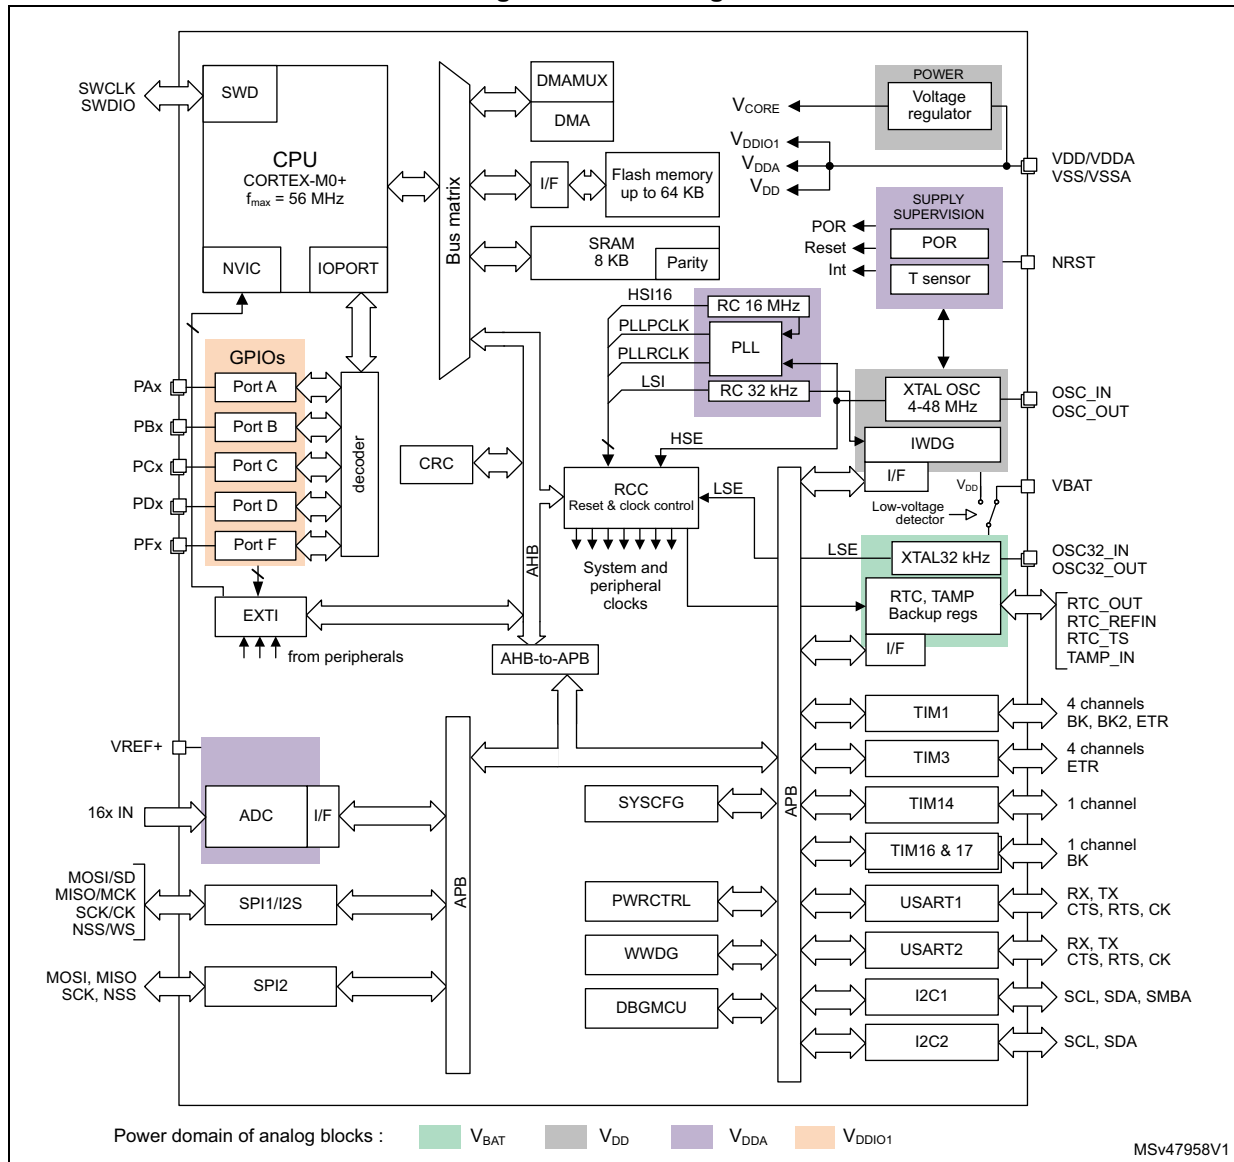 SWCLK
SWDIO
SWD
CPU
CORTEX-M0+
fmax = 56 MHz
NVIC
IOPORT
Bus matrix
DMAMUX
DMA
I/F
Flash memory
up to 64 KB
SRAM
8 KB
Parity
POWER
Voltage
regulator
VCORE
VDDIO1
VDDA
VDD
VDD/VDDA
VSS/VSSA
SUPPLY
SUPERVISION
POR
T sensor
POR
Reset
Int
NRST
HSI16
PLLPCLK
PLLRCLK
LSI
RC 16 MHz
PLL
RC 32 kHz
XTAL OSC
4-48 MHz
OSC_IN
OSC_OUT
IWDG
I/F
HSE
GPIOs
PAx
Port A
PBx
Port B
PCx
Port C
PDx
Port D
PFx
Port F
decoder
CRC
RCC
Reset & clock control
LSE
System and
peripheral
clocks
VDD
VBAT
Low-voltage
detector
LSE
XTAL32 kHz
OSC32_IN
OSC32_OUT
RTC, TAMP
Backup regs
I/F
RTC_OUT
RTC_REFIN
RTC_TS
TAMP_IN
AHB
EXTI
from peripherals
AHB-to-APB
VREF+
16x IN
ADC
I/F
MOSI/SD
MISO/MCK
SCK/CK
NSS/WS
SPI1/I2S
MOSI, MISO
SCK, NSS
SPI2
APB
SYSCFG
PWRCTRL
WWDG
DBGMCU
APB
TIM1
4 channels
BK, BK2, ETR
TIM3
4 channels
ETR
TIM14
1 channel
TIM16 & 17
1 channel
BK
USART1
RX, TX
CTS, RTS, CK
USART2
RX, TX
CTS, RTS, CK
I2C1
SCL, SDA, SMBA
I2C2
SCL, SDA
Power domain of analog blocks :
VBAT
VDD
VDDA
VDDIO1
MSv47958V1